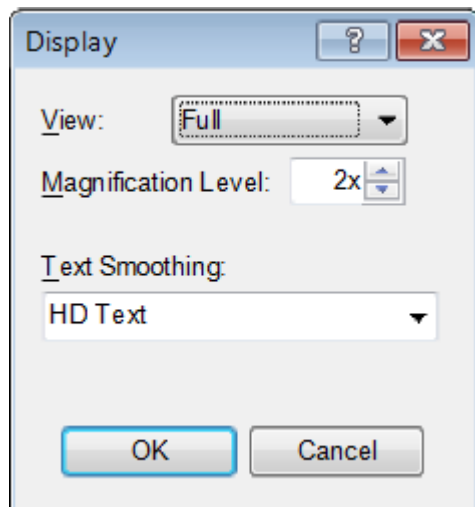 Display
View: Full
Magnification Level: 2x
Text Smoothing:
HD Text
OK Cancel